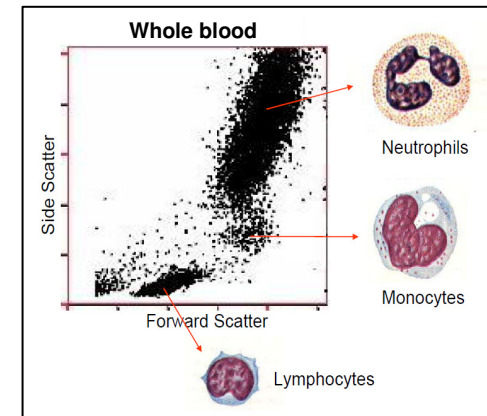 Whole blood
Side Scatter
Neutrophils
Monocytes
Forward Scatter
Lymphocytes